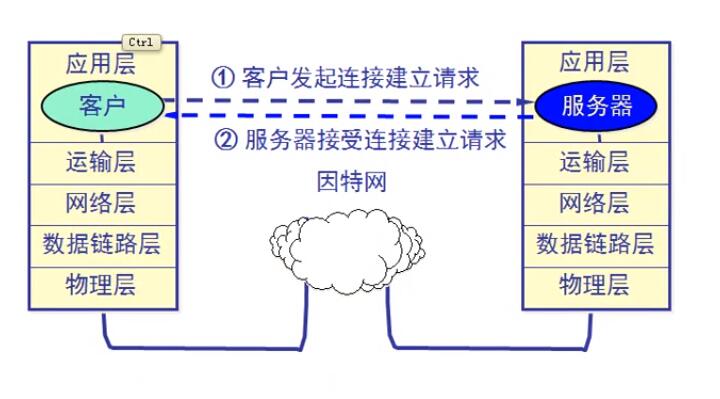 Ctrl
应用层
客户
运输层
网络层
数据链路层
物理层
① 客户发起连接建立请求
② 服务器接受连接建立请求
因特网
应用层
服务器
运输层
网络层
数据链路层
物理层